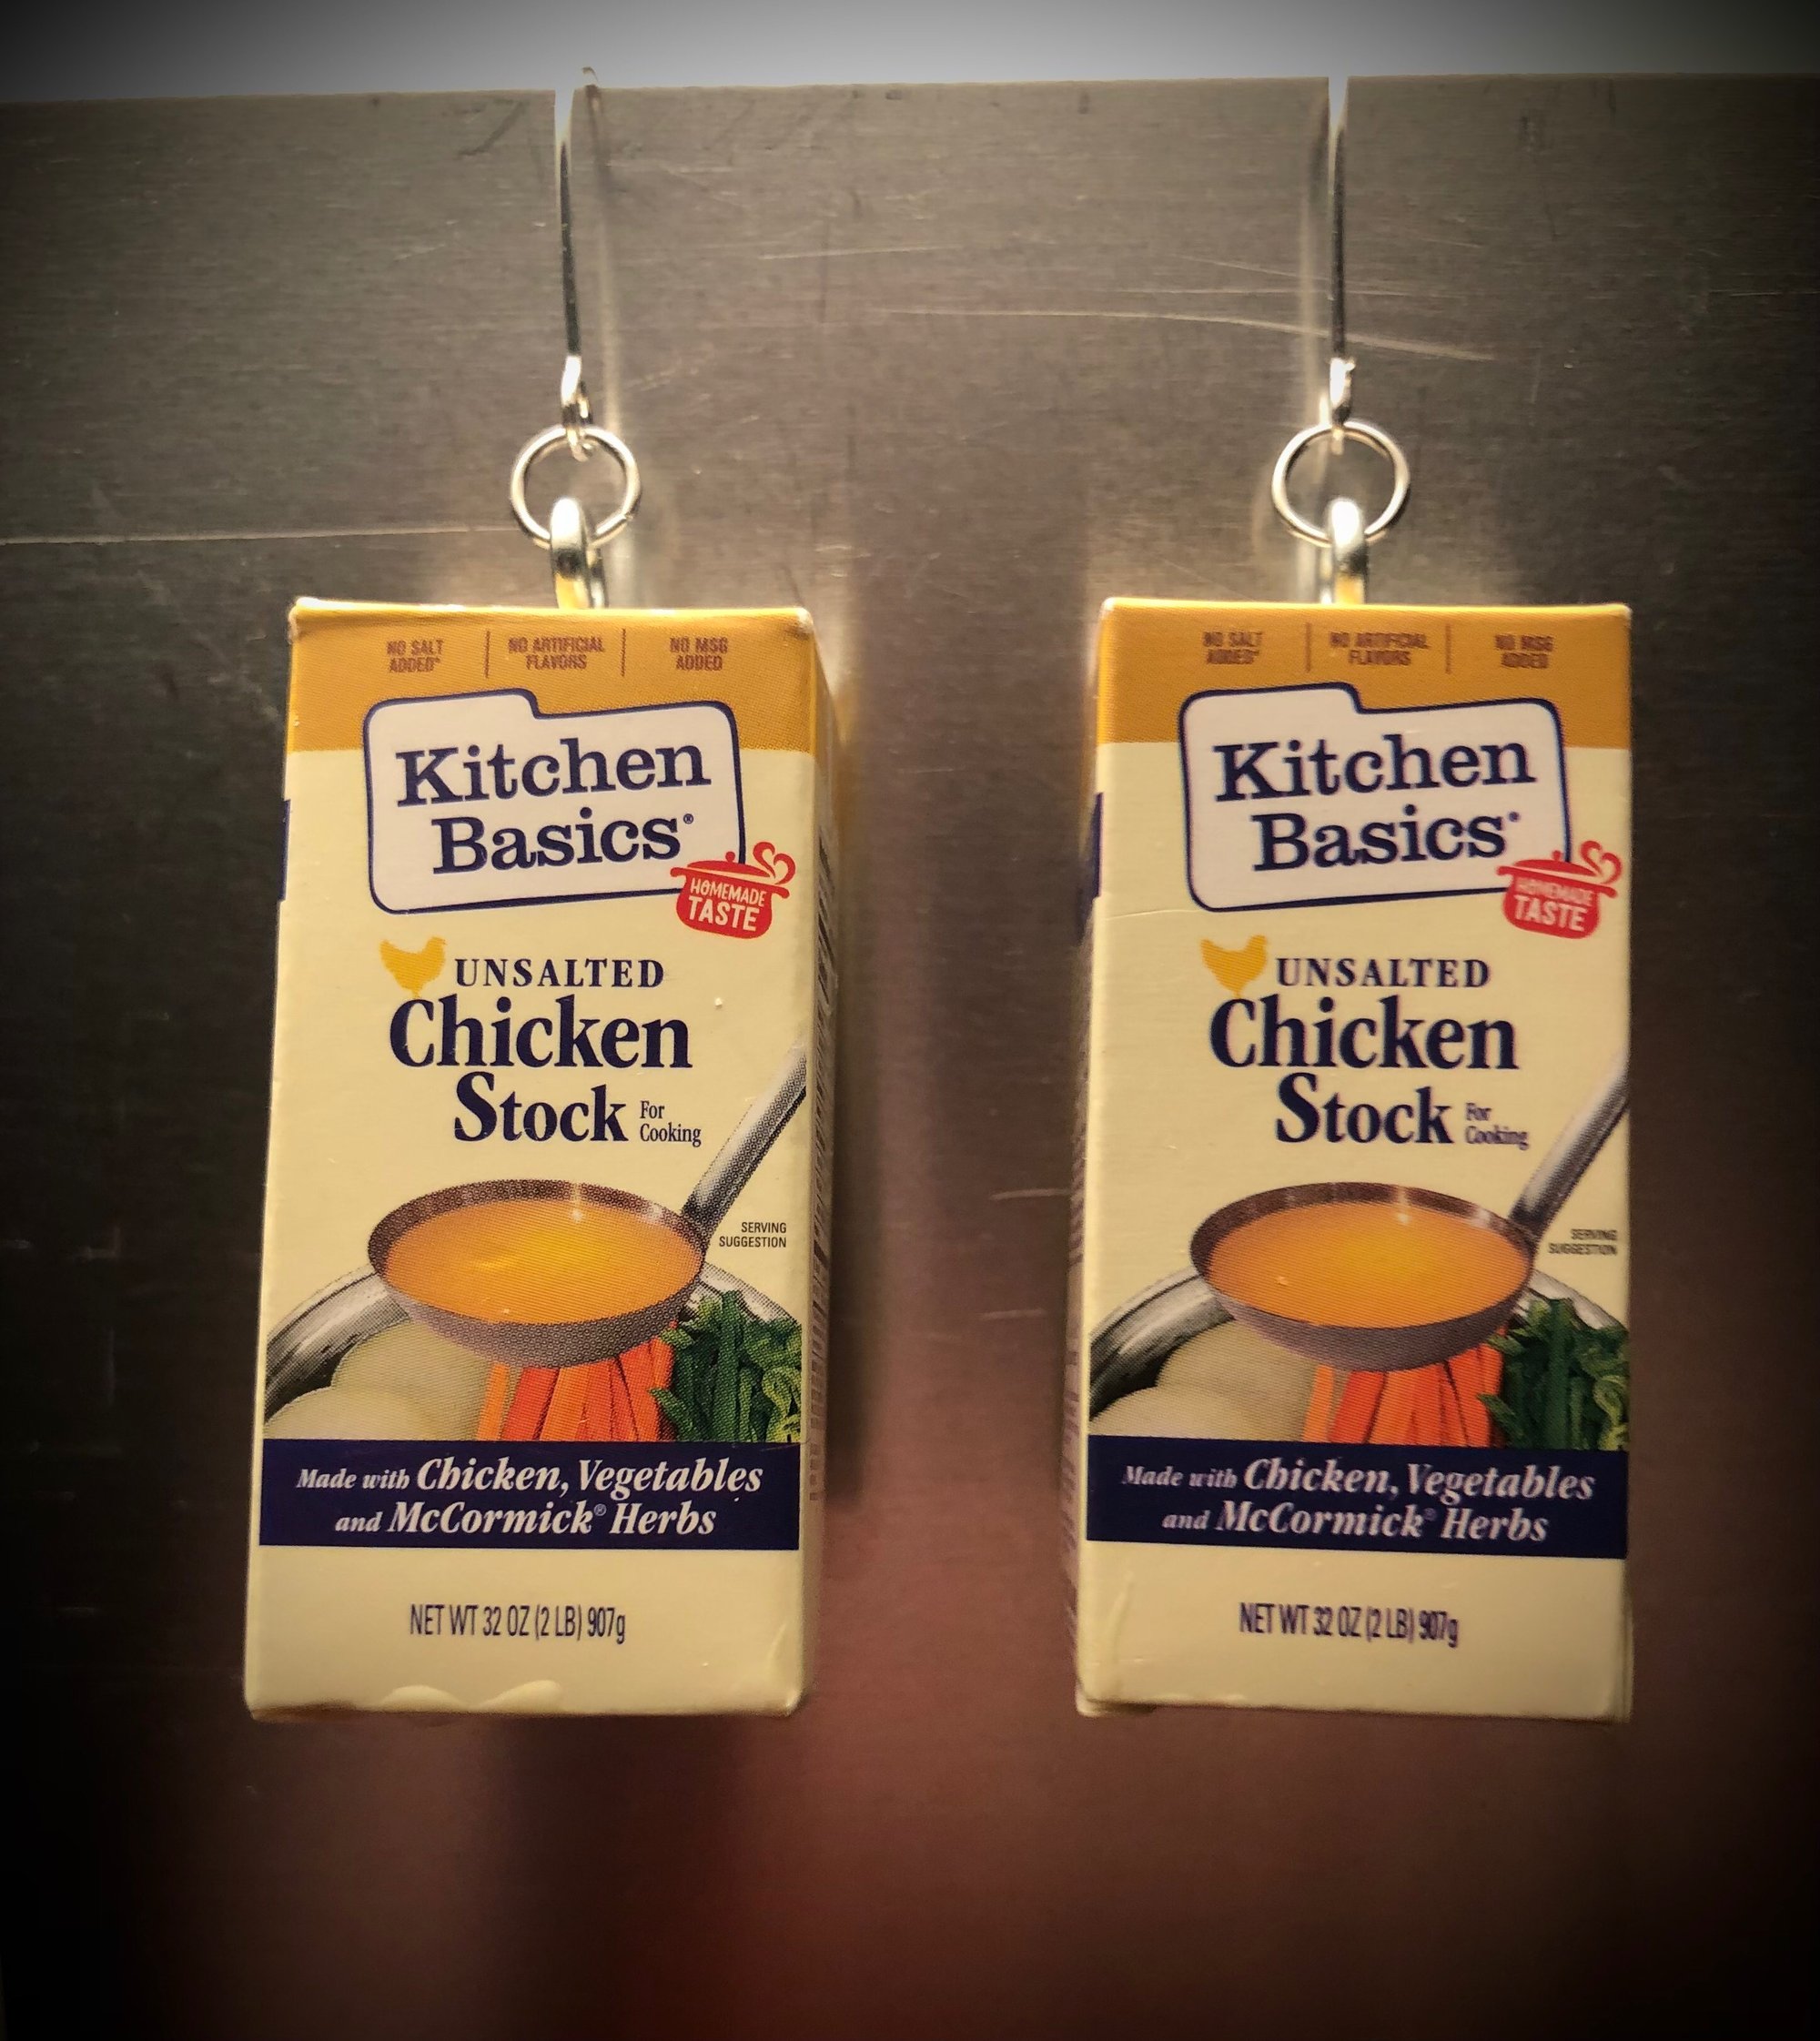 NO SALT
ADDED*
NO ARTIFICIAL
FLAVORS
NO MSG
ADDED
Kitchen
Basics®
HOMEMADE
TASTE
UNSALTED
Chicken
Stock For
Cooking
SERVING
SUGGESTION
Made with Chicken, Vegetables
and McCormick® Herbs
NET WT 32 OZ (2 LB) 907g
NO SALT
ADDED*
NO ARTIFICIAL
FLAVORS
NO MSG
ADDED
Kitchen
Basics®
HOMEMADE
TASTE
UNSALTED
Chicken
Stock For
Cooking
SERVING
SUGGESTION
Made with Chicken, Vegetables
and McCormick® Herbs
NET WT 32 OZ (2 LB) 907g